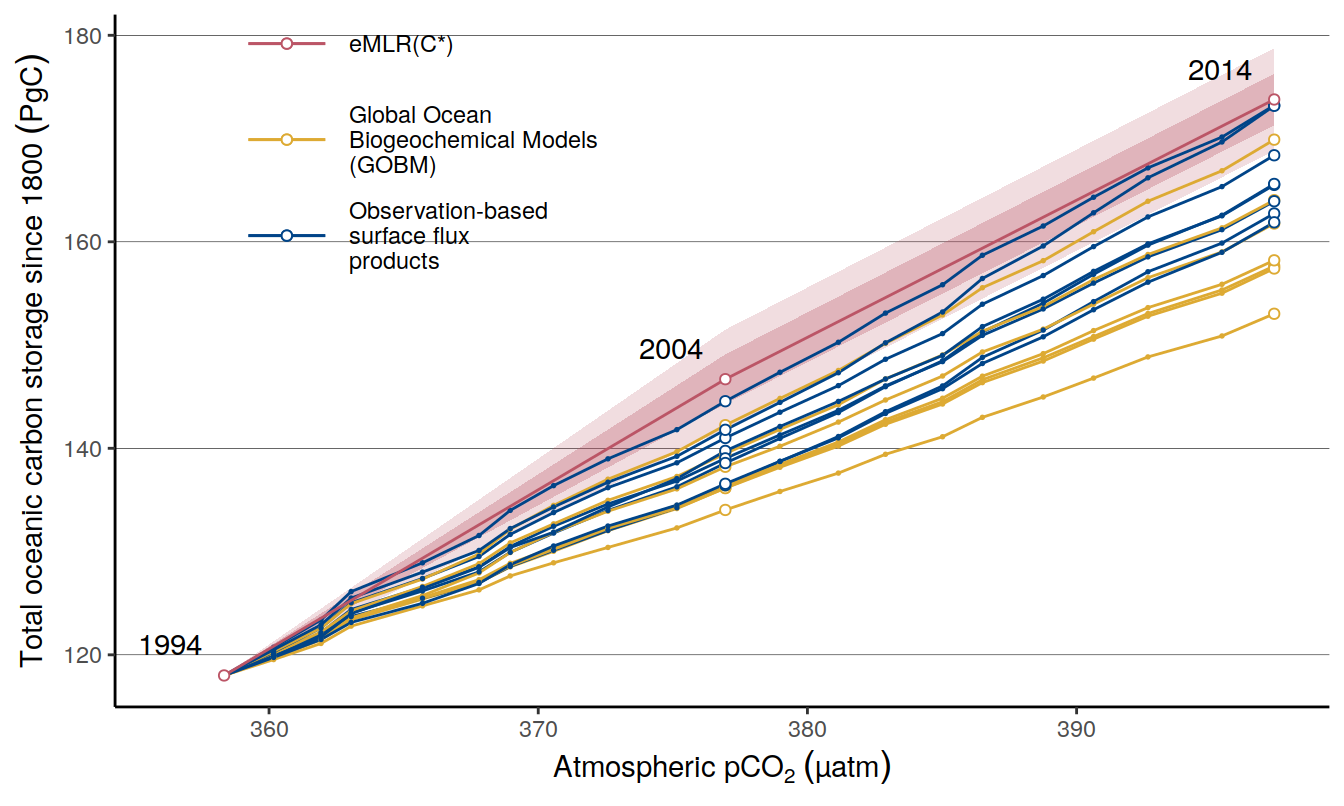 Total oceanic carbon storage since 1800 (PgC)
180
160
140
120
eMLR(C*)
Global Ocean
Biogeochemical Models
(GOBM)
Observation-based
surface flux
products
1994
2004
2014
360
370
380
390
Atmospheric pCO₂ (µatm)